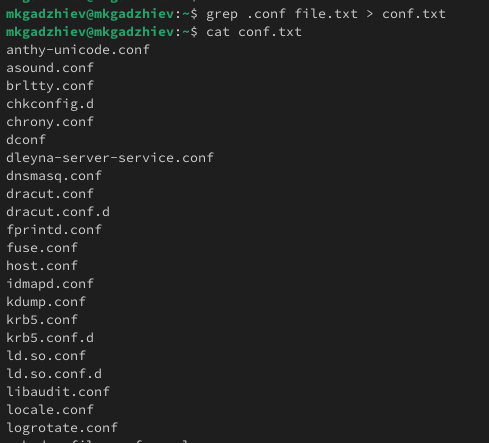 mkgadzhiev@mkgadzhiev:~$ grep .conf file.txt > conf.txt
mkgadzhiev@mkgadzhiev:~$ cat conf.txt
anthy-unicode.conf
asound.conf
brltty.conf
chkconfig.d
chrony.conf
dconf
dleyna-server-service.conf
dnsmasq.conf
dracut.conf
dracut.conf.d
fprintd.conf
fuse.conf
host.conf
idmapd.conf
kdump.conf
krb5.conf
krb5.conf.d
ld.so.conf
ld.so.conf.d
libaudit.conf
locale.conf
logrotate.conf